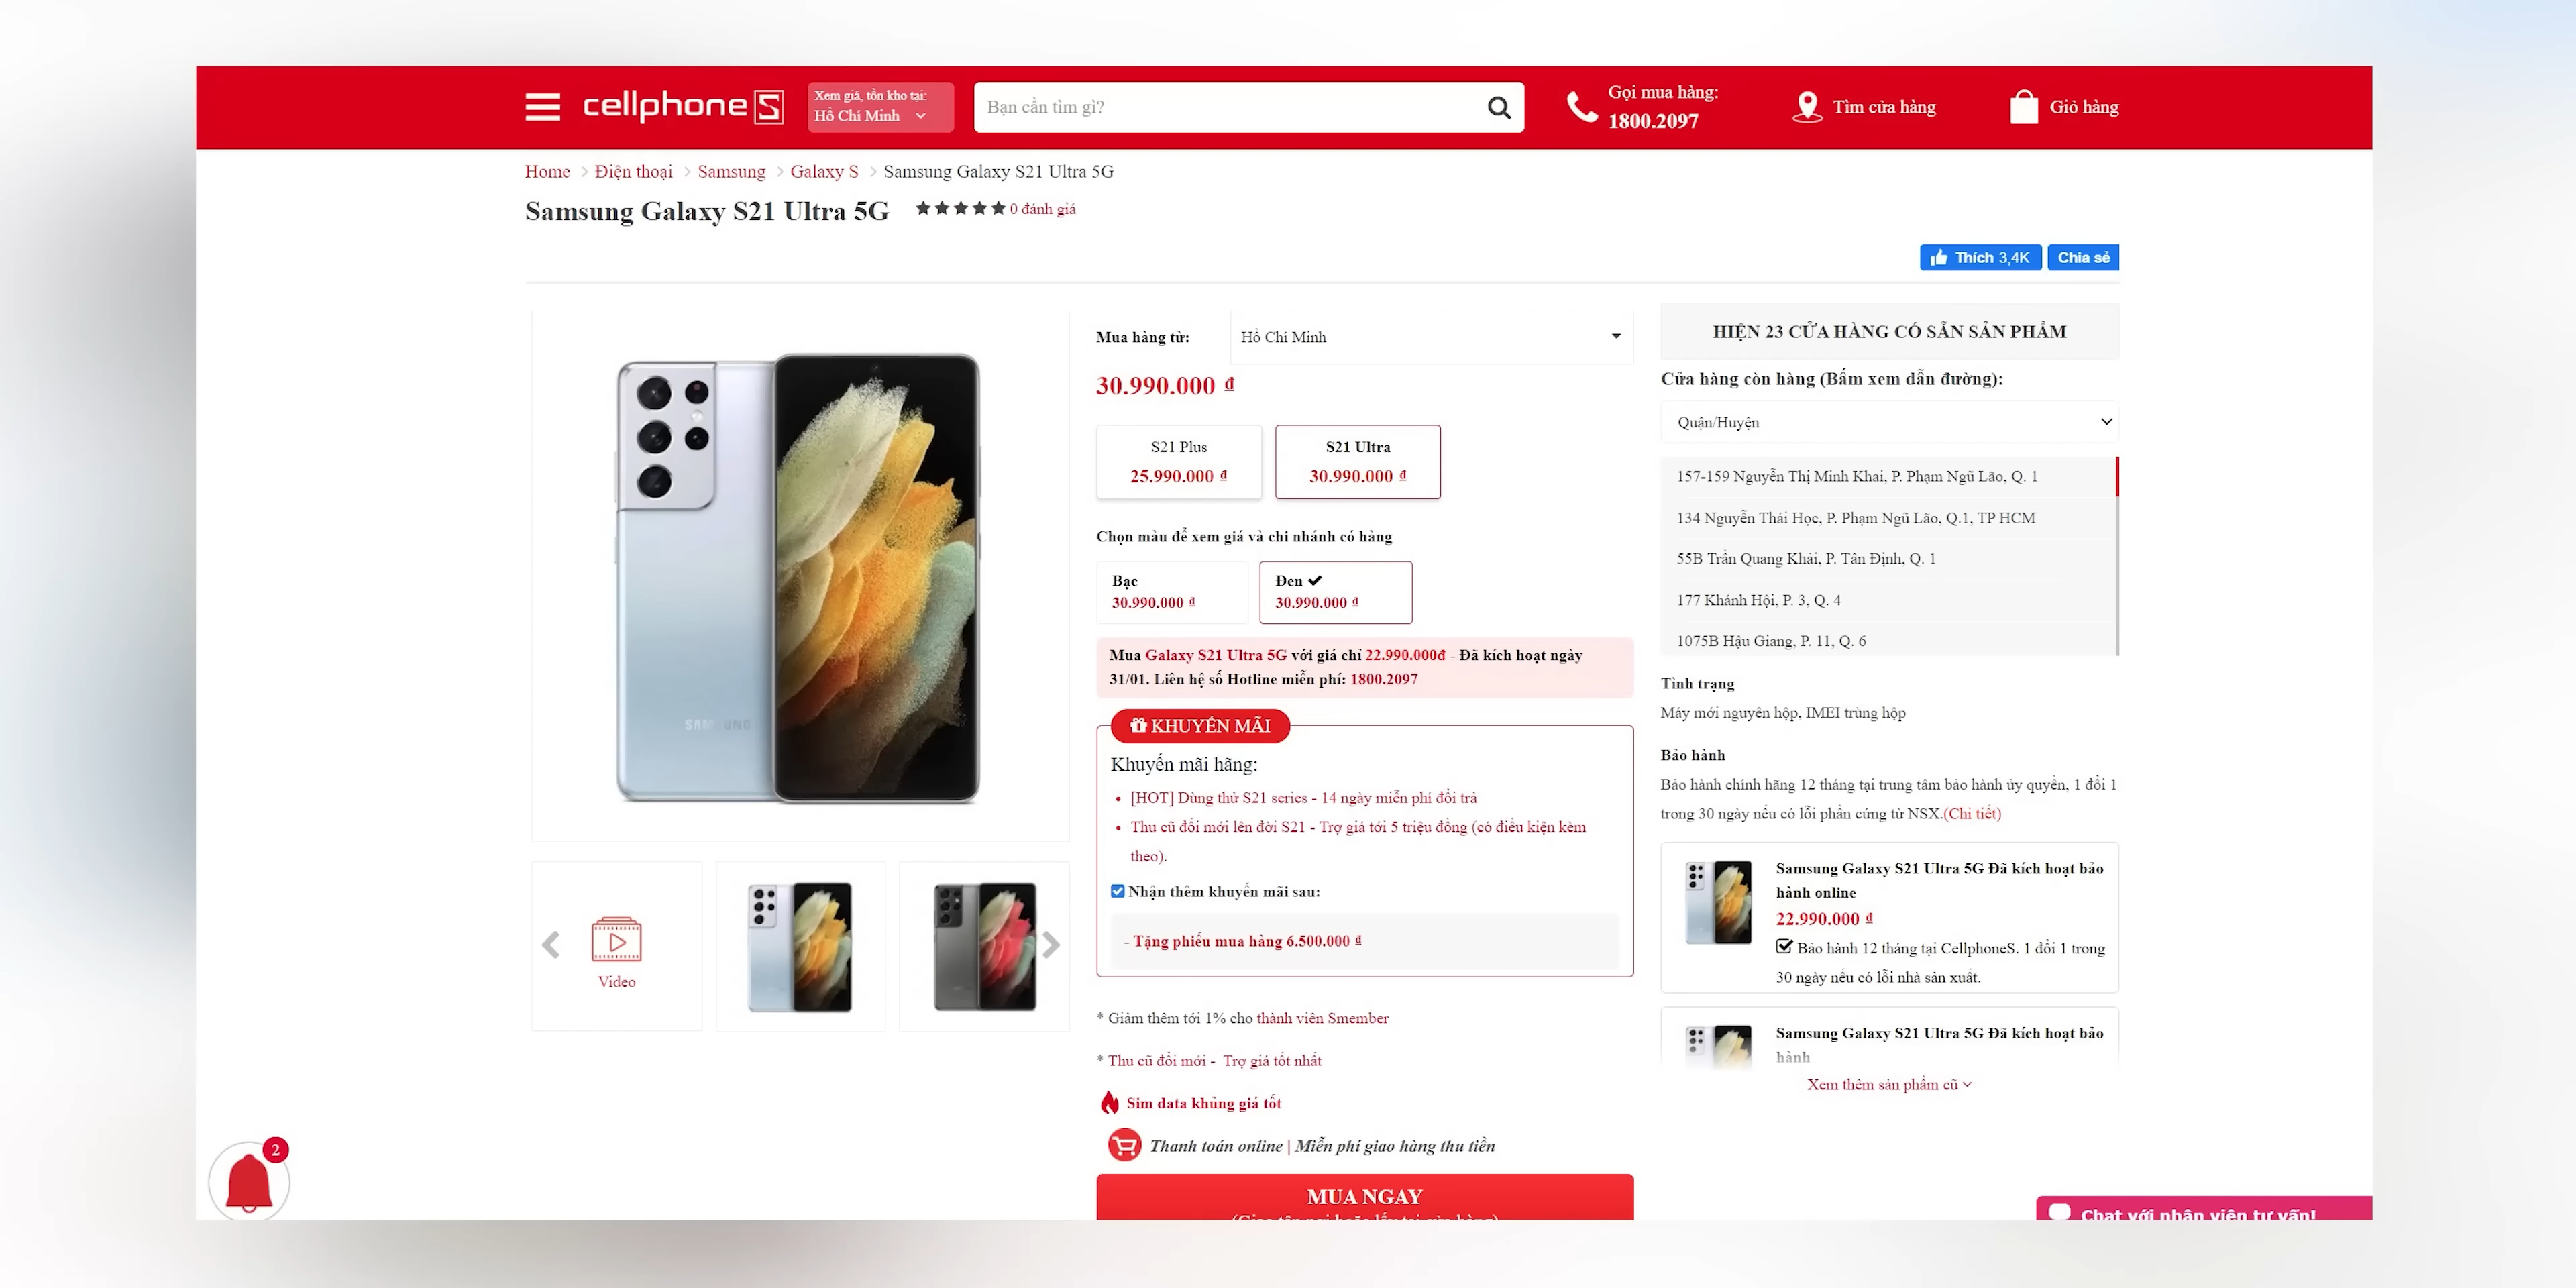 cellphoneS
Xem giá, tồn kho tại:
Hồ Chí Minh
Bạn cần tìm gì?
Gọi mua hàng:
1800.2097
Tìm cửa hàng
Giỏ hàng
Home > Điện thoại > Samsung > Galaxy S > Samsung Galaxy S21 Ultra 5G
Samsung Galaxy S21 Ultra 5G
0 đánh giá
Thích 3,4K
Chia sẻ
SAMSUNG
Video
Mua hàng từ:
Hồ Chí Minh
30.990.000 ₫
S21 Plus
25.990.000 ₫
S21 Ultra
30.990.000 ₫
Chọn màu để xem giá và chi nhánh có hàng
Bạc
30.990.000 ₫
Đen
30.990.000 ₫
Mua Galaxy S21 Ultra 5G với giá chỉ 22.990.000đ - Đã kích hoạt ngày
31/01. Liên hệ số Hotline miễn phí: 1800.2097
KHUYẾN MÃI
Khuyến mãi hãng:
• [HOT] Dùng thử S21 series - 14 ngày miễn phí đổi trả
• Thu cũ đổi mới lên đời S21 - Trợ giá tới 5 triệu đồng (có điều kiện kèm
theo).
Nhận thêm khuyến mãi sau:
- Tặng phiếu mua hàng 6.500.000 ₫
* Giảm thêm tới 1% cho thành viên Smember
* Thu cũ đổi mới - Trợ giá tốt nhất
Sim data khủng giá tốt
Thanh toán online | Miễn phí giao hàng thu tiền
MUA NGAY
(Giao tận nơi hoặc lấy tại cửa hàng)
HIỆN 23 CỬA HÀNG CÓ SẴN SẢN PHẨM
Cửa hàng còn hàng (Bấm xem dẫn đường):
Quận/Huyện
157-159 Nguyễn Thị Minh Khai, P. Phạm Ngũ Lão, Q. 1
134 Nguyễn Thái Học, P. Phạm Ngũ Lão, Q.1, TP HCM
55B Trần Quang Khải, P. Tân Định, Q. 1
177 Khánh Hội, P. 3, Q. 4
1075B Hậu Giang, P. 11, Q. 6
Tình trạng
Máy mới nguyên hộp, IMEI trùng hộp
Bảo hành
Bảo hành chính hãng 12 tháng tại trung tâm bảo hành ủy quyền, 1 đổi 1
trong 30 ngày nếu có lỗi phần cứng từ NSX.(Chi tiết)
Samsung Galaxy S21 Ultra 5G Đã kích hoạt bảo
hành online
22.990.000 ₫
Bảo hành 12 tháng tại CellphoneS. 1 đổi 1 trong
30 ngày nếu có lỗi nhà sản xuất.
Samsung Galaxy S21 Ultra 5G Đã kích hoạt bảo
hành
Xem thêm sản phẩm cũ
2
Chat với nhân viên tư vấn!